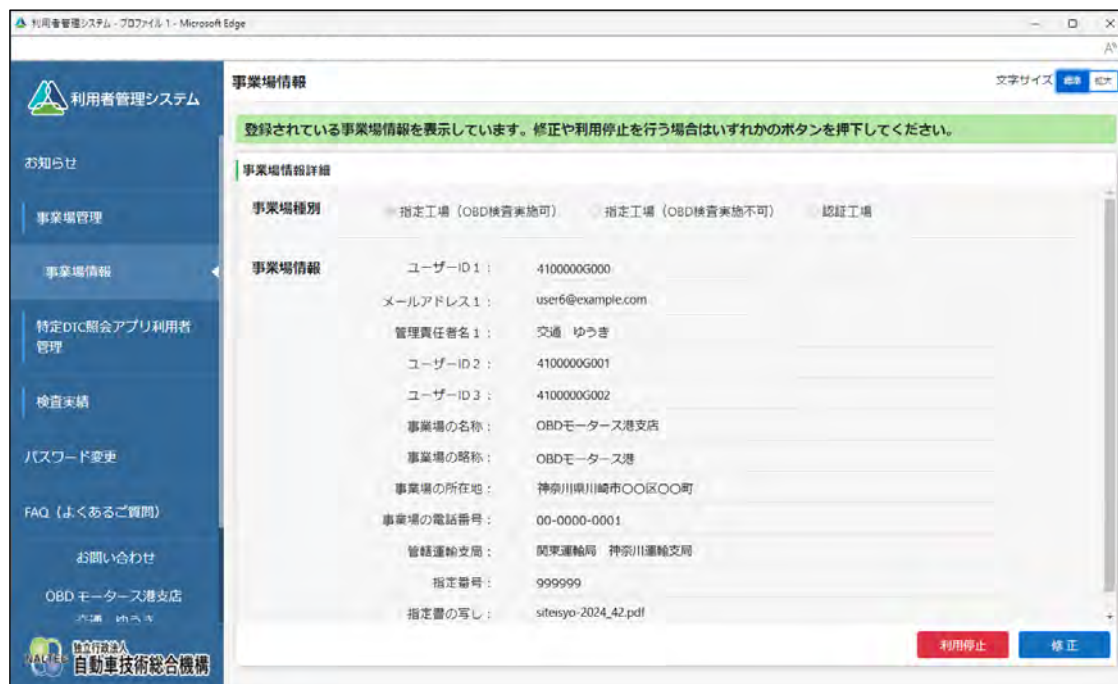 利用者管理システム - プロファイル 1 - Microsoft Edge
利用者管理システム
事業場情報
文字サイズ 標準 拡大
登録されている事業場情報を表示しています。修正や利用停止を行う場合はいずれかのボタンを押下してください。
お知らせ
事業場管理
事業場情報
特定DTC照会アプリ利用者
管理
検査実績
パスワード変更
FAQ（よくあるご質問）
お問い合わせ
OBD モータース港支店
交通 ゆうき
NALTEC
独立行政法人
自動車技術総合機構
事業場情報詳細
事業場種別 指定工場（OBD検査実施可） 指定工場（OBD検査実施不可） 認証工場
事業場情報 ユーザーID 1： 4100000G000
メールアドレス 1： user6@example.com
管理責任者名 1： 交通 ゆうき
ユーザーID 2： 4100000G001
ユーザーID 3： 4100000G002
事業場の名称： OBDモータース港支店
事業場の略称： OBDモータース港
事業場の所在地： 神奈川県川崎市〇〇区〇〇町
事業場の電話番号： 00-0000-0001
管轄運輸支局： 関東運輸局 神奈川運輸支局
指定番号： 999999
指定書の写し： siteisyo-2024_42.pdf
利用停止 修正